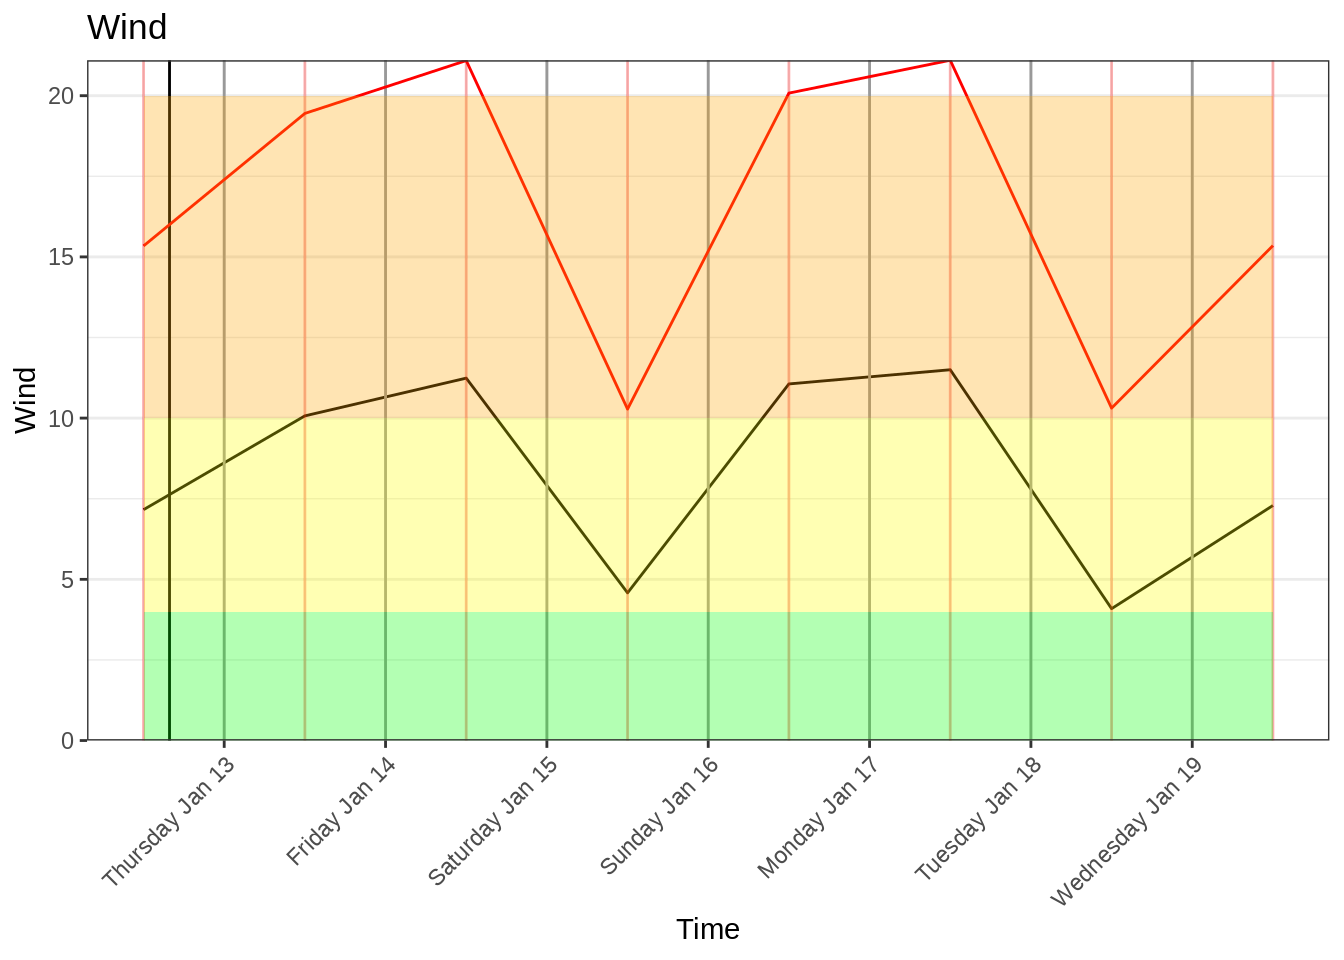 Wind
20
15
10
5
0
Wind
Thursday Jan 13
Friday Jan 14
Saturday Jan 15
Sunday Jan 16
Monday Jan 17
Tuesday Jan 18
Wednesday Jan 19
Time